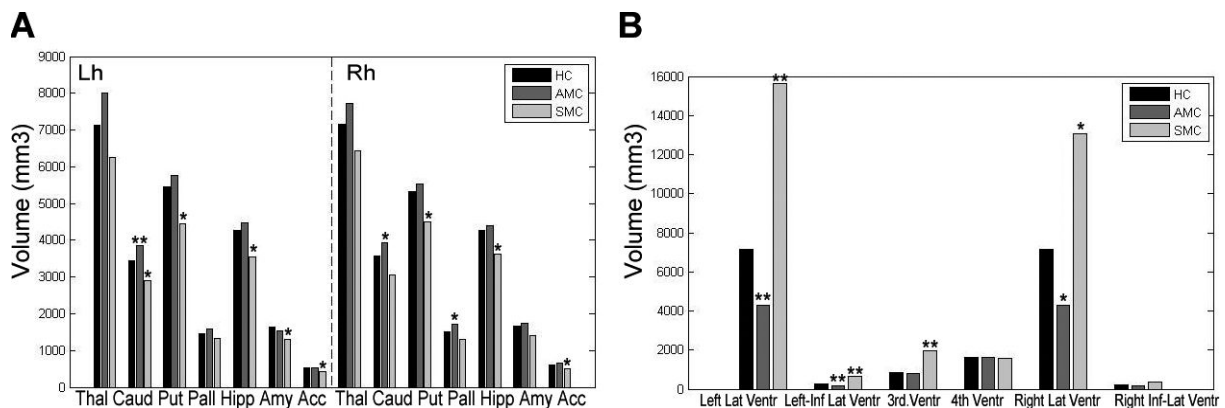 A
B
Lh
Rh
HC
AMC
SMC
Volume (mm3)
9000
8000
7000
6000
5000
4000
3000
2000
1000
0
**
*
*
*
*
*
*
*
*
*
*
*
Thal Caud Put Pall Hipp Amy Acc
Thal Caud Put Pall Hipp Amy Acc
HC
AMC
SMC
Volume (mm3)
16000
14000
12000
10000
8000
6000
4000
2000
0
**
**
**
**
**
*
*
Left Lat Ventr
Left-Inf Lat Ventr
3rd.Ventr
4th Ventr
Right Lat Ventr
Right Inf-Lat Ventr